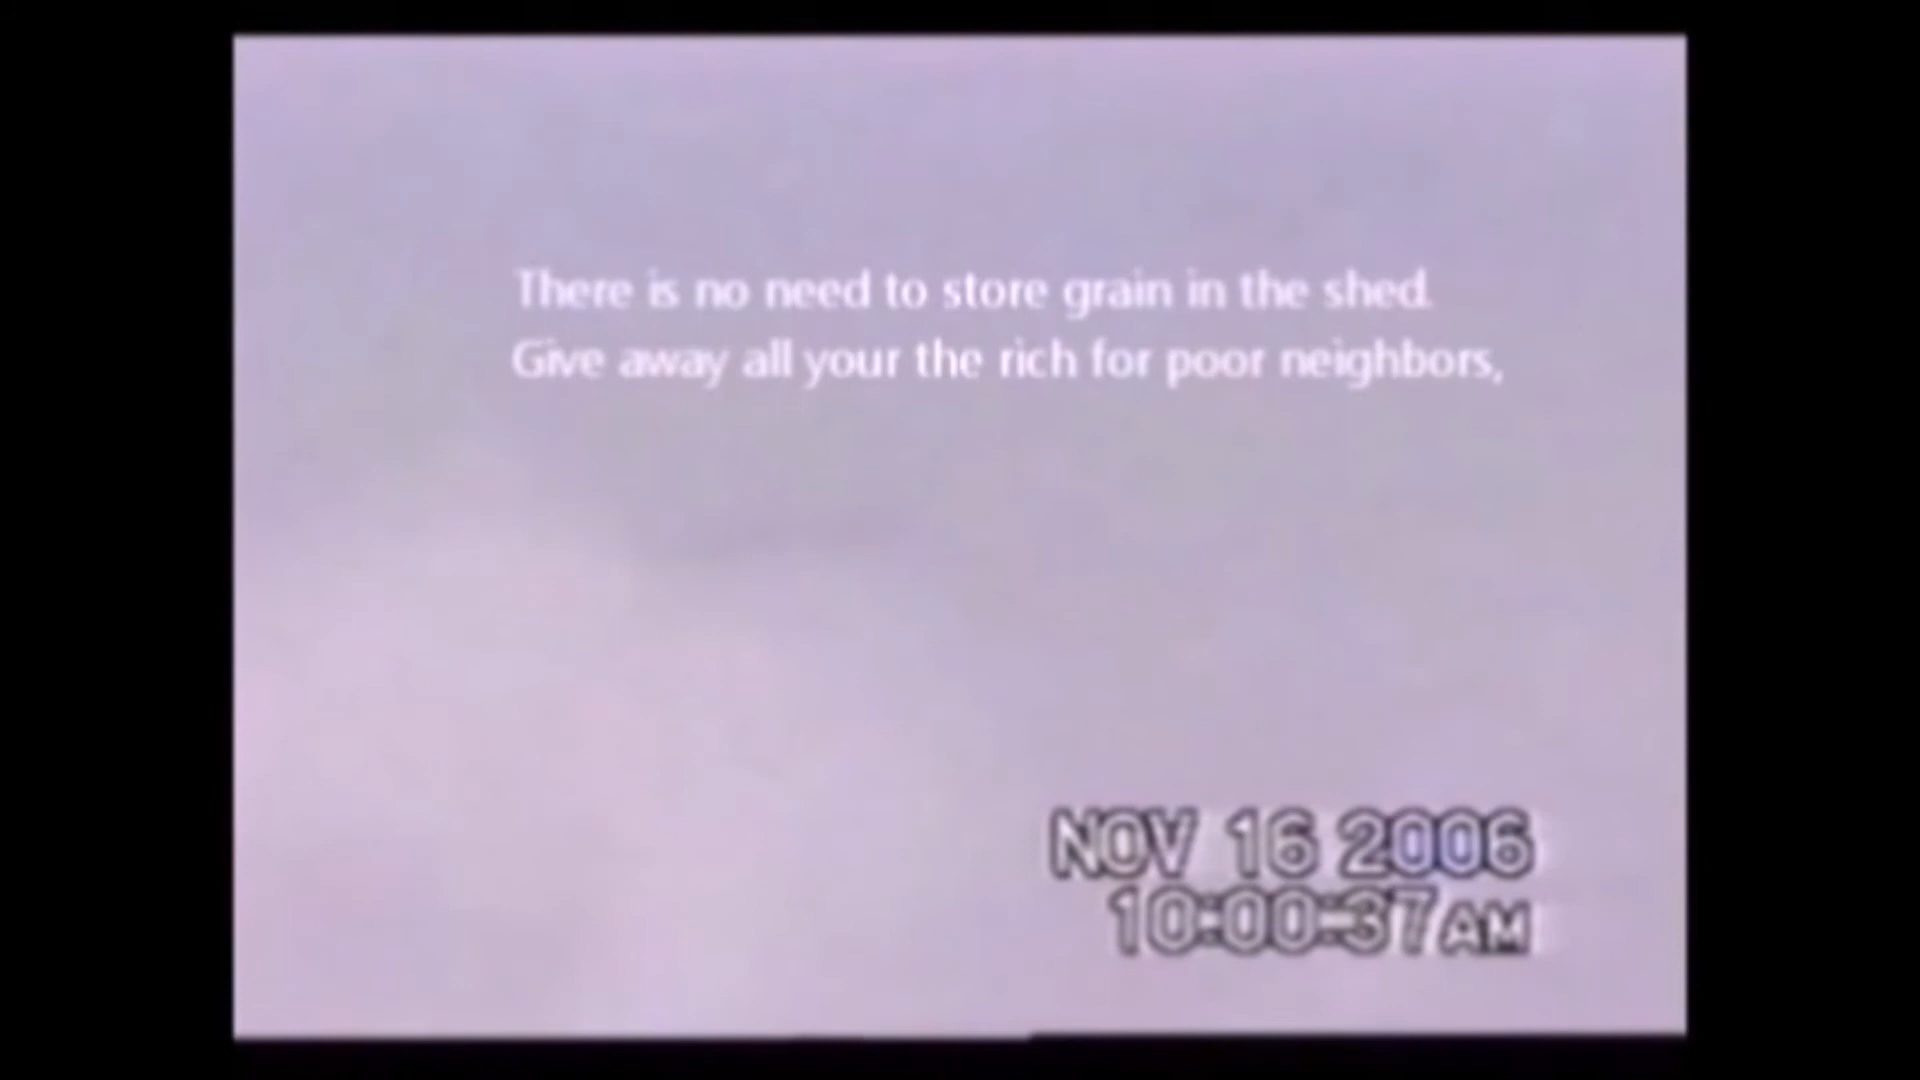 There is no need to store grain in the shed.
Give away all your the rich for poor neighbors,
NOV 16 2006
10:00:37AM